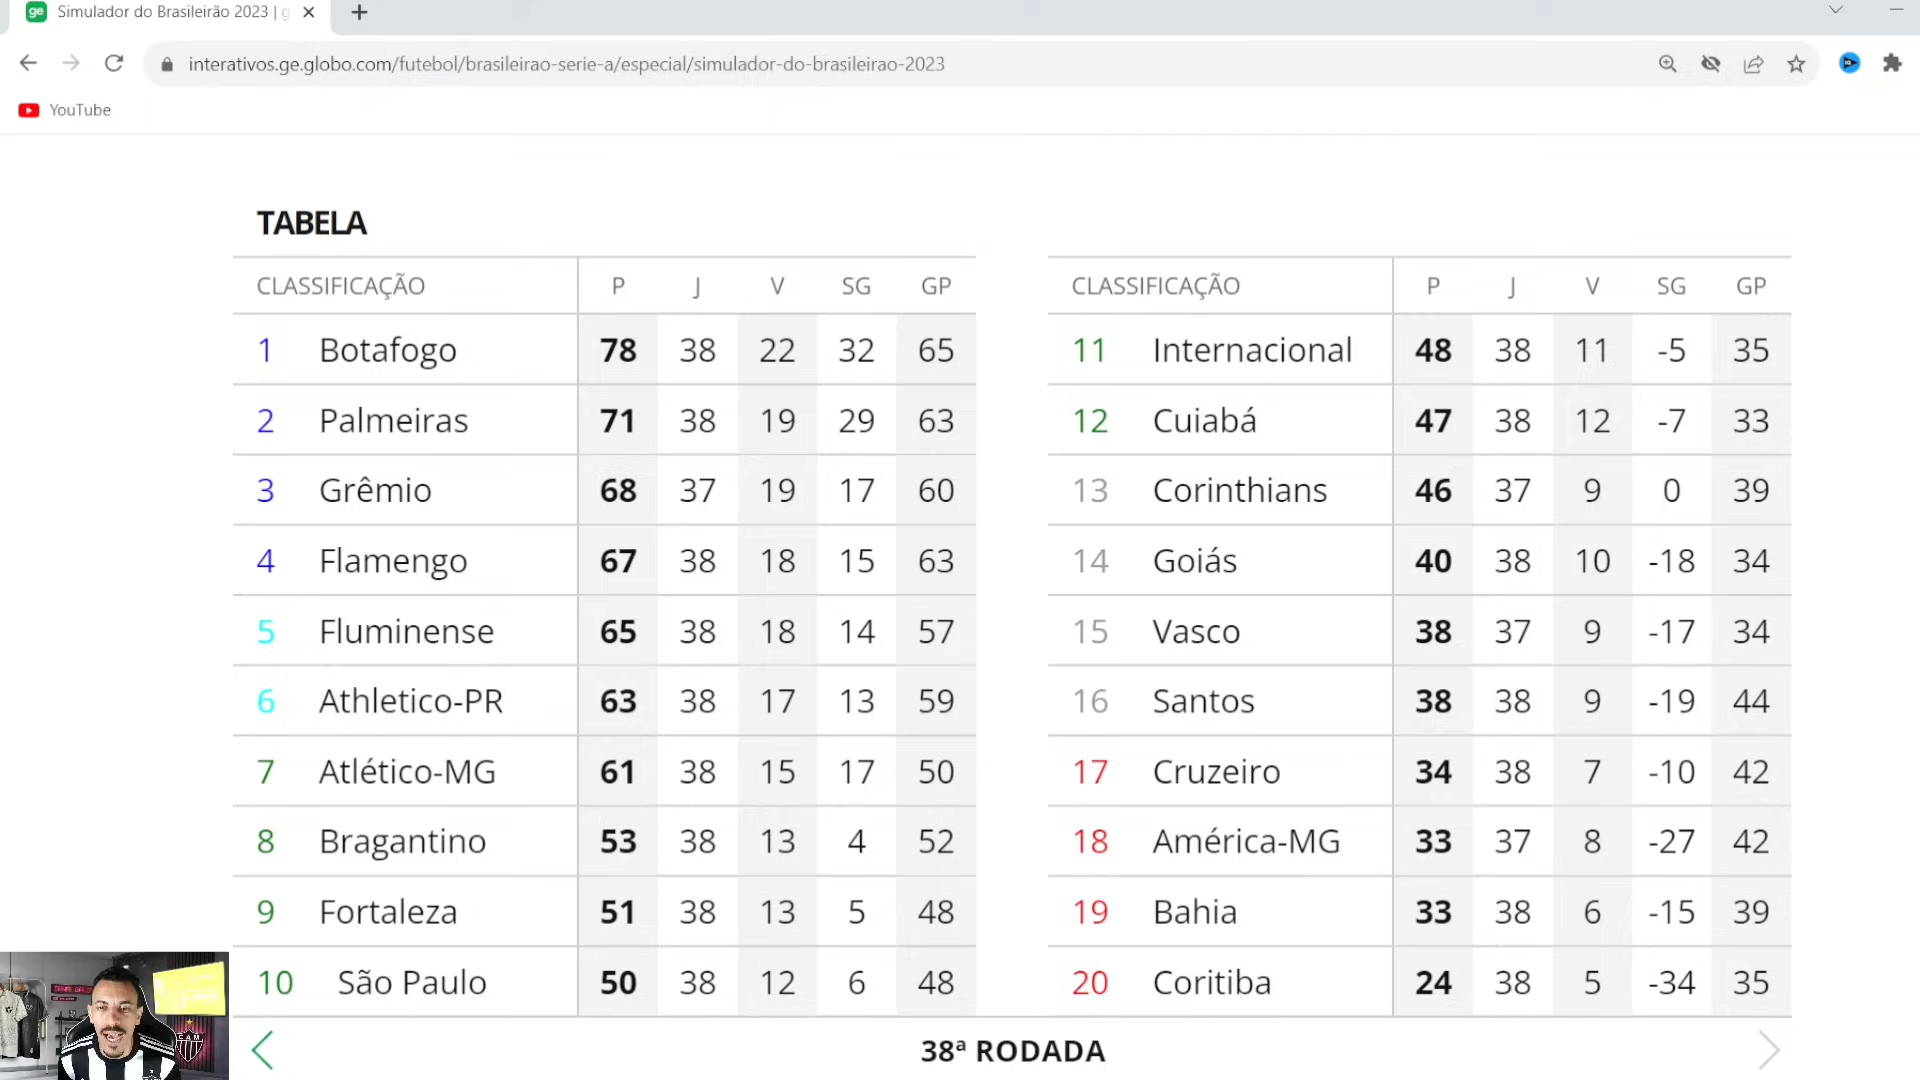 ge Simulador do Brasileirão 2023 | g
interativos.ge.globo.com/futebol/brasileirao-serie-a/especial/simulador-do-brasileirao-2023
YouTube
TABELA
CLASSIFICAÇÃO P J V SG GP
1 Botafogo 78 38 22 32 65
2 Palmeiras 71 38 19 29 63
3 Grêmio 68 37 19 17 60
4 Flamengo 67 38 18 15 63
5 Fluminense 65 38 18 14 57
6 Athletico-PR 63 38 17 13 59
7 Atlético-MG 61 38 15 17 50
8 Bragantino 53 38 13 4 52
9 Fortaleza 51 38 13 5 48
10 São Paulo 50 38 12 6 48
CLASSIFICAÇÃO P J V SG GP
11 Internacional 48 38 11 -5 35
12 Cuiabá 47 38 12 -7 33
13 Corinthians 46 37 9 0 39
14 Goiás 40 38 10 -18 34
15 Vasco 38 37 9 -17 34
16 Santos 38 38 9 -19 44
17 Cruzeiro 34 38 7 -10 42
18 América-MG 33 37 8 -27 42
19 Bahia 33 38 6 -15 39
20 Coritiba 24 38 5 -34 35
CAM
38ª RODADA